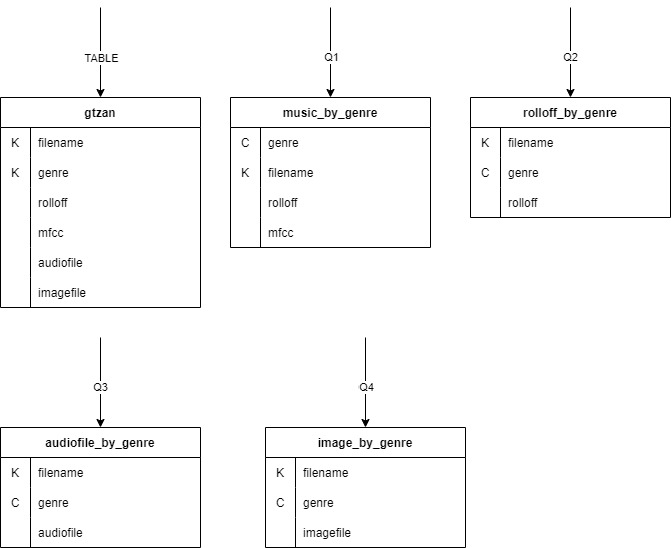 TABLE
gtzan
K filename
K genre
rolloff
mfcc
audiofile
imagefile
Q1
music_by_genre
C genre
K filename
rolloff
mfcc
Q2
rolloff_by_genre
K filename
C genre
rolloff
Q3
audiofile_by_genre
K filename
C genre
audiofile
Q4
image_by_genre
K filename
C genre
imagefile